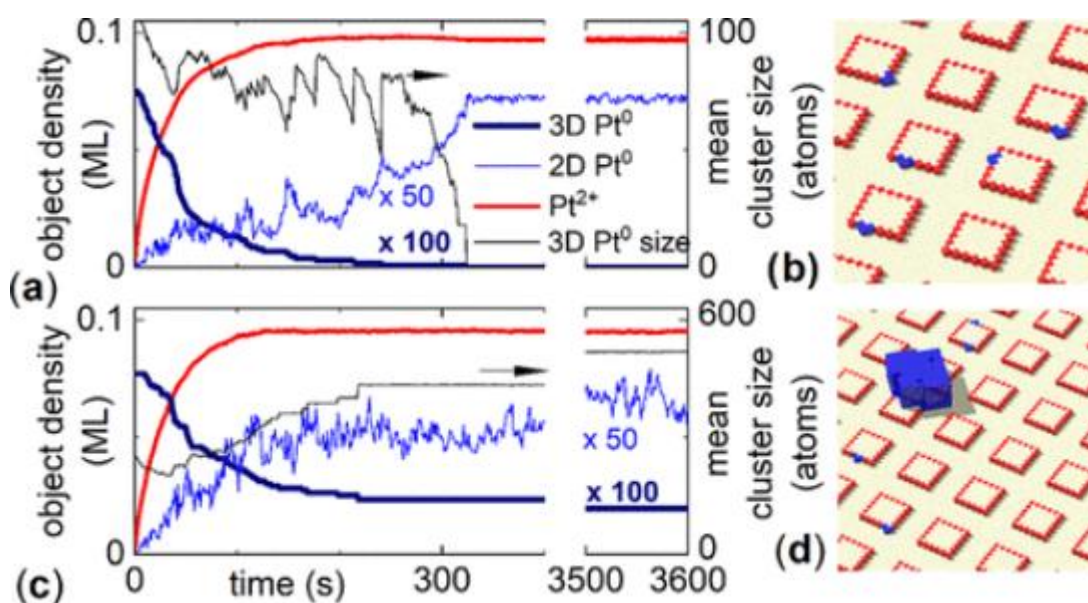 0.1
100
object density
(ML)
mean
cluster size
(atoms)
3D Pt⁰
2D Pt⁰
x 50
Pt²⁺
x 100
3D Pt⁰ size
0
0
(a)
(b)
0.1
600
object density
(ML)
mean
cluster size
(atoms)
x 50
x 100
0
0
(c)
(d)
0
time (s)
300
3500
3600